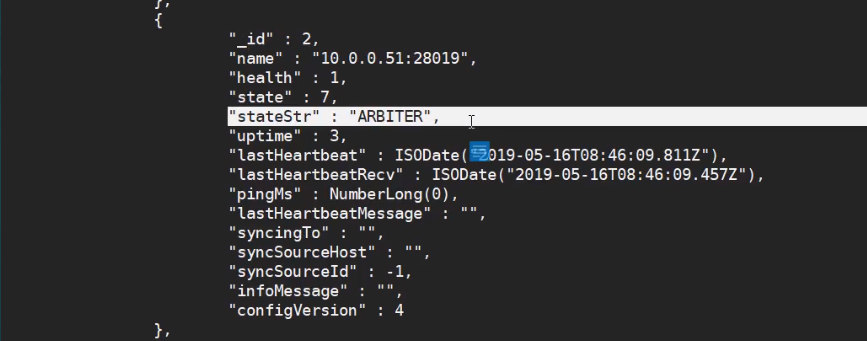 },
{
"_id" : 2,
"name" : "10.0.0.51:28019",
"health" : 1,
"state" : 7,
"stateStr" : "ARBITER",
"uptime" : 3,
"lastHeartbeat" : ISODate("2019-05-16T08:46:09.811Z"),
"lastHeartbeatRecv" : ISODate("2019-05-16T08:46:09.457Z"),
"pingMs" : NumberLong(0),
"lastHeartbeatMessage" : "",
"syncingTo" : "",
"syncSourceHost" : "",
"syncSourceId" : -1,
"infoMessage" : "",
"configVersion" : 4
},